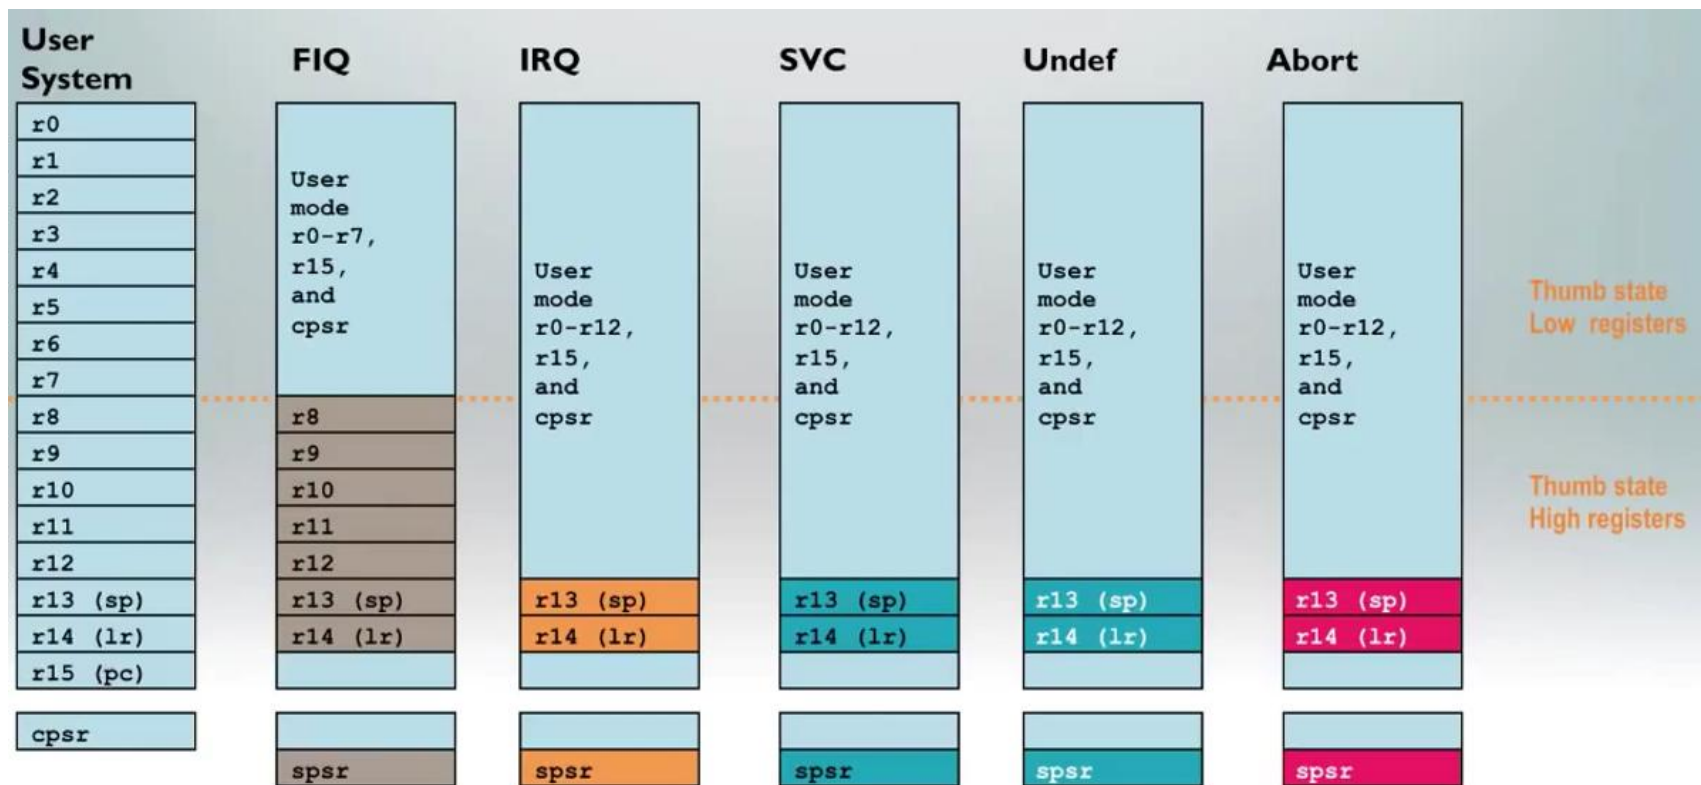 User
System
FIQ
IRQ
SVC
Undef
Abort
r0
r1
r2
r3
r4
r5
r6
r7
r8
r9
r10
r11
r12
r13 (sp)
r14 (lr)
r15 (pc)
cpsr
User
mode
r0-r7,
r15,
and
cpsr
r8
r9
r10
r11
r12
r13 (sp)
r14 (lr)
spsr
User
mode
r0-r12,
r15,
and
cpsr
r13 (sp)
r14 (lr)
spsr
User
mode
r0-r12,
r15,
and
cpsr
r13 (sp)
r14 (lr)
spsr
User
mode
r0-r12,
r15,
and
cpsr
r13 (sp)
r14 (lr)
spsr
User
mode
r0-r12,
r15,
and
cpsr
r13 (sp)
r14 (lr)
spsr
Thumb state
Low registers
Thumb state
High registers